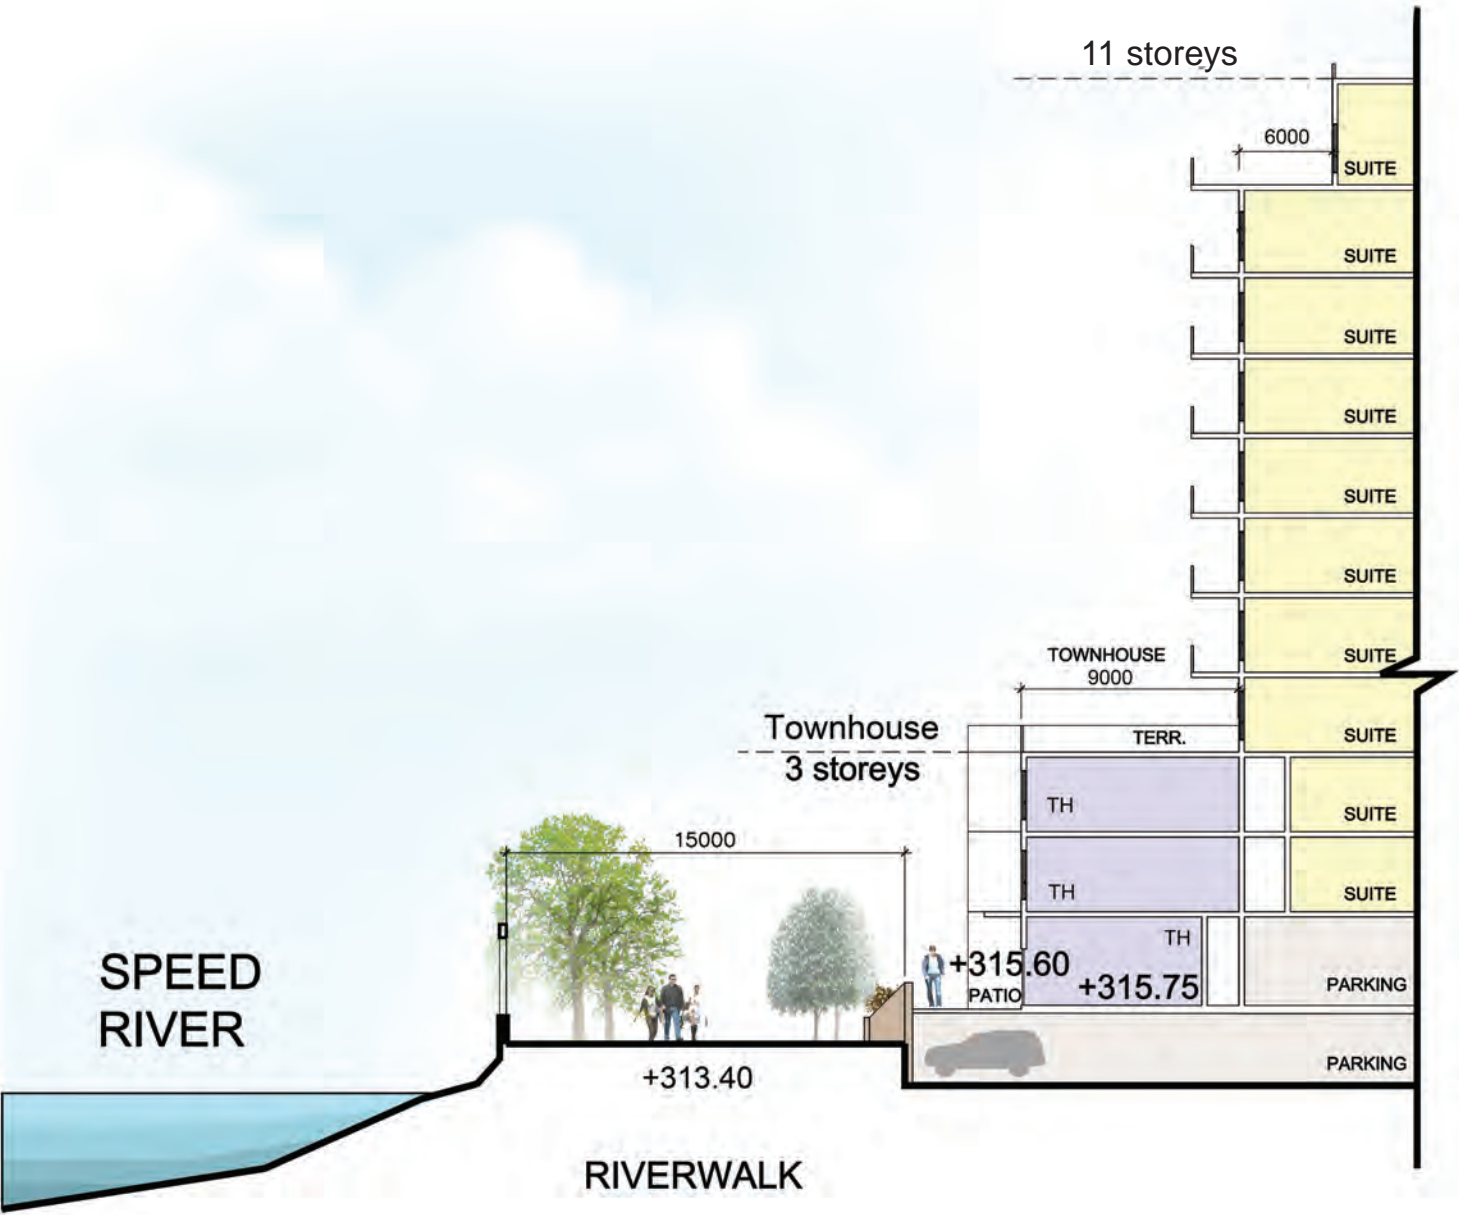 11 storeys
6000
SUITE
SUITE
SUITE
SUITE
SUITE
SUITE
TOWNHOUSE
SUITE
9000
Townhouse
TERR.
SUITE
3 storeys
TH
SUITE
15000
TH
SUITE
TH
SPEED
+315.60
RIVER
PATIO
+315.75
PARKING
PARKING
+313.40
RIVERWALK